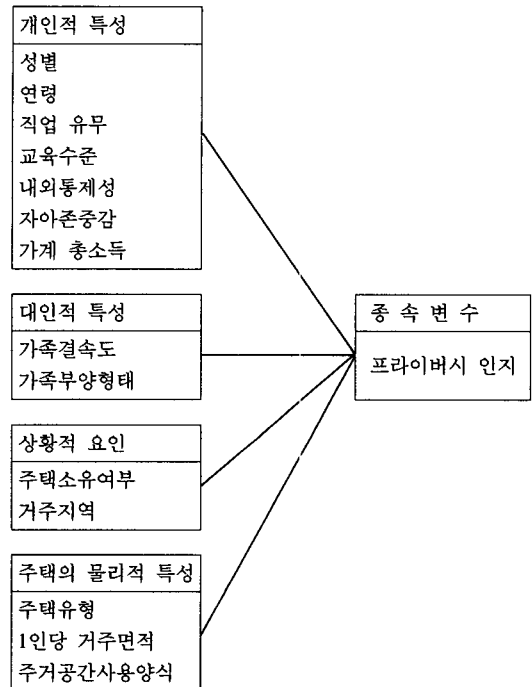 개인적 특성
성별
연령
직업 유무
교육수준
내외통제성
자아존중감
가계 총소득
대인적 특성
가족결속도
가족부양형태
상황적 요인
주택소유여부
거주지역
주택의 물리적 특성
주택유형
1인당 거주면적
주거공간사용양식
종 속 변 수
프라이버시 인지